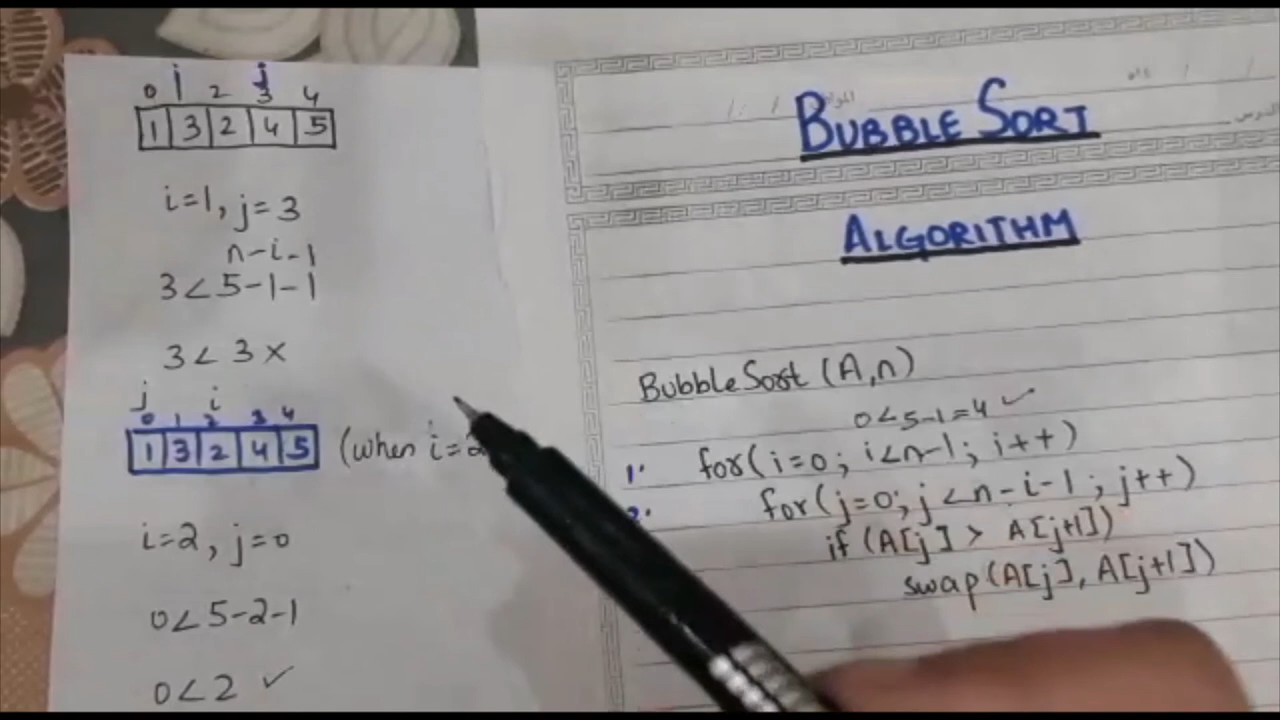 i j
0 2 3 4
1 3 2 4 5
i=1, j=3
n-i-1
3<5-1-1
3<3 ×
j i
0 1 2 3 4
1 3 2 4 5 (when i=2
i=2, j=0
0<5-2-1
0<2 ✓
BUBBLE SORT
ALGORITHM
BubbleSort (A,n)
0<5-1=4 ✓
1. for(i=0; i<n-1; i++)
2. for(j=0; j<n-i-1; j++)
if (A[j] > A[j+1])
swap(A[j], A[j+1])